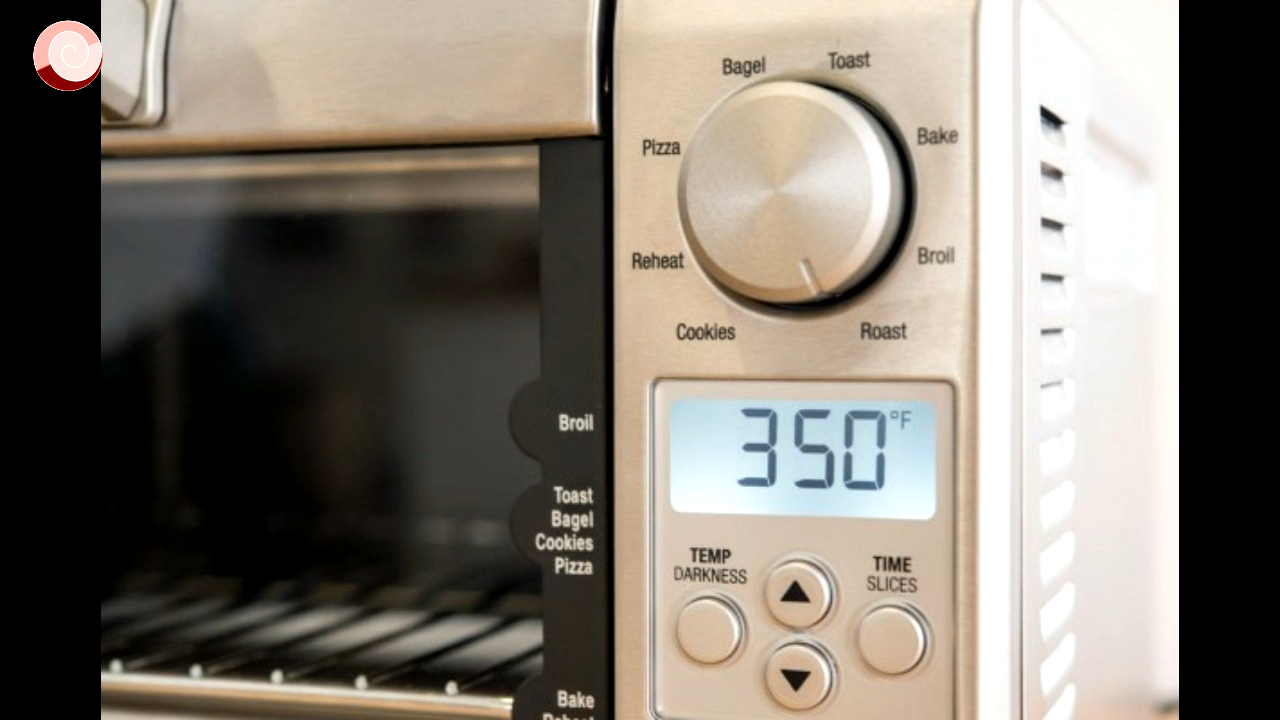 Bagel
Toast
Pizza
Bake
Reheat
Broil
Cookies
Roast
350 °F
TEMP
DARKNESS
TIME
SLICES
Broil
Toast
Bagel
Cookies
Pizza
Bake
Reheat